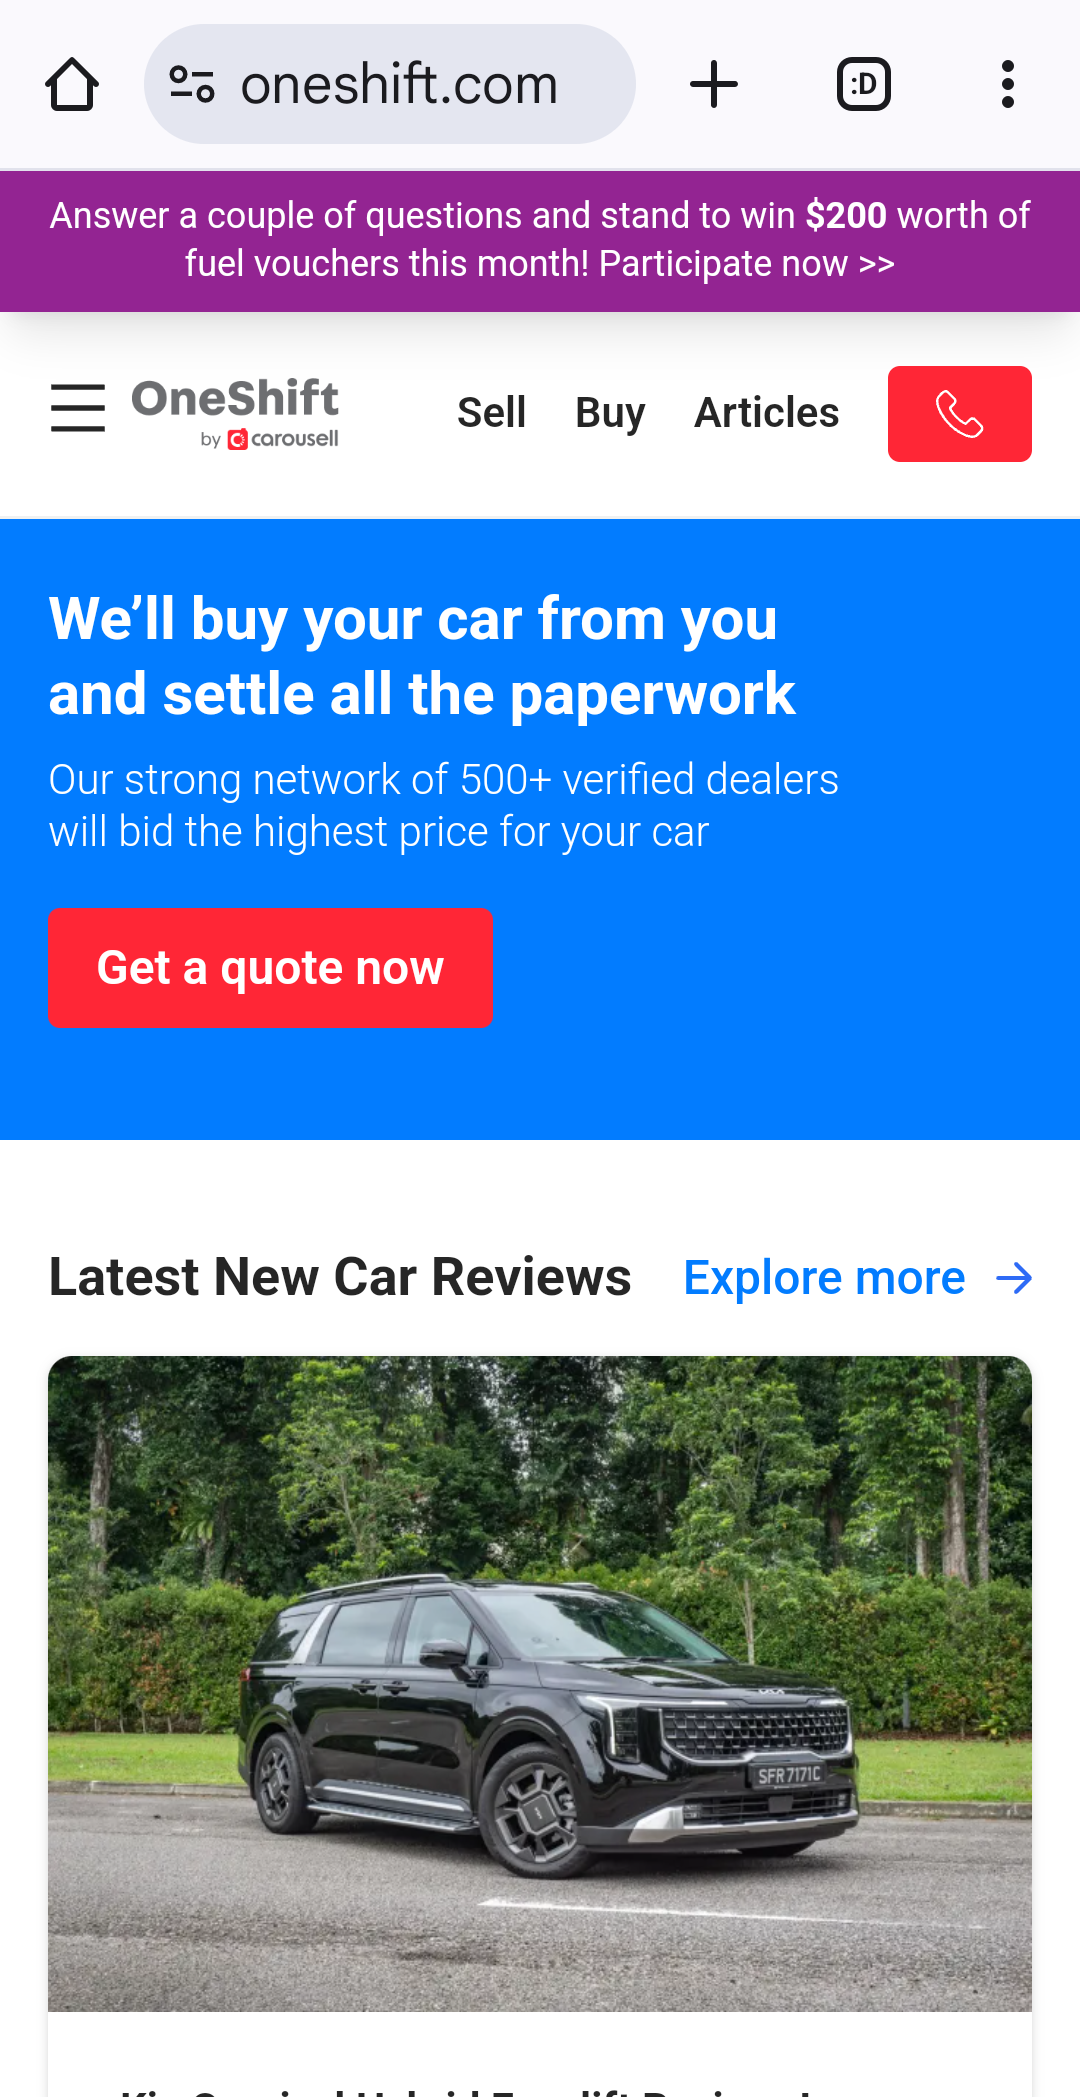 oneshift.com
:D
Answer a couple of questions and stand to win $200 worth of
fuel vouchers this month! Participate now >>
OneShift
by carousell
Sell Buy Articles
We’ll buy your car from you
and settle all the paperwork
Our strong network of 500+ verified dealers
will bid the highest price for your car
Get a quote now
Latest New Car Reviews Explore more
SFR7171C